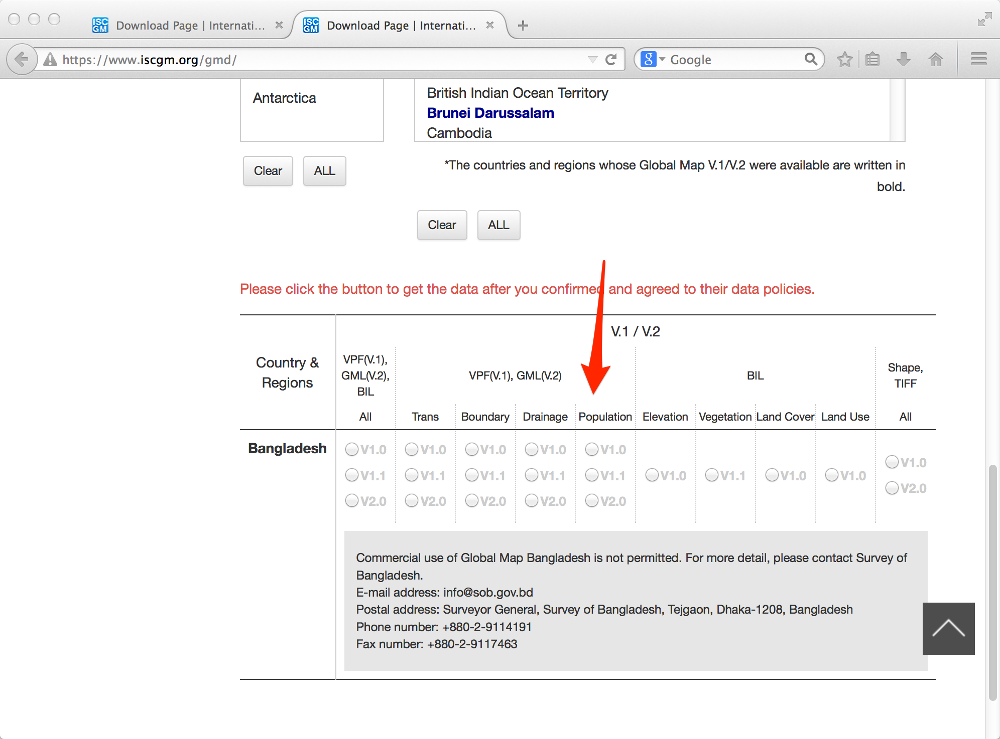 ISC GM Download Page | Internati...
ISC GM Download Page | Internati...
https://www.iscgm.org/gmd/
g Google
Antarctica
British Indian Ocean Territory
Brunei Darussalam
Cambodia
Clear ALL
*The countries and regions whose Global Map V.1/V.2 were available are written in
bold.
Clear ALL
Please click the button to get the data after you confirmed and agreed to their data policies.
V.1 / V.2
Country &
Regions
VPF(V.1),
GML(V.2),
BIL
VPF(V.1), GML(V.2)
BIL
Shape,
TIFF
All Trans Boundary Drainage Population Elevation Vegetation Land Cover Land Use All
Bangladesh
V1.0 V1.0 V1.0 V1.0 V1.0
V1.1 V1.1 V1.1 V1.1 V1.1 V1.0 V1.1 V1.0 V1.0
V2.0 V2.0 V2.0 V2.0 V2.0
V1.0
V2.0
Commercial use of Global Map Bangladesh is not permitted. For more detail, please contact Survey of
Bangladesh.
E-mail address: info@sob.gov.bd
Postal address: Surveyor General, Survey of Bangladesh, Tejgaon, Dhaka-1208, Bangladesh
Phone number: +880-2-9114191
Fax number: +880-2-9117463